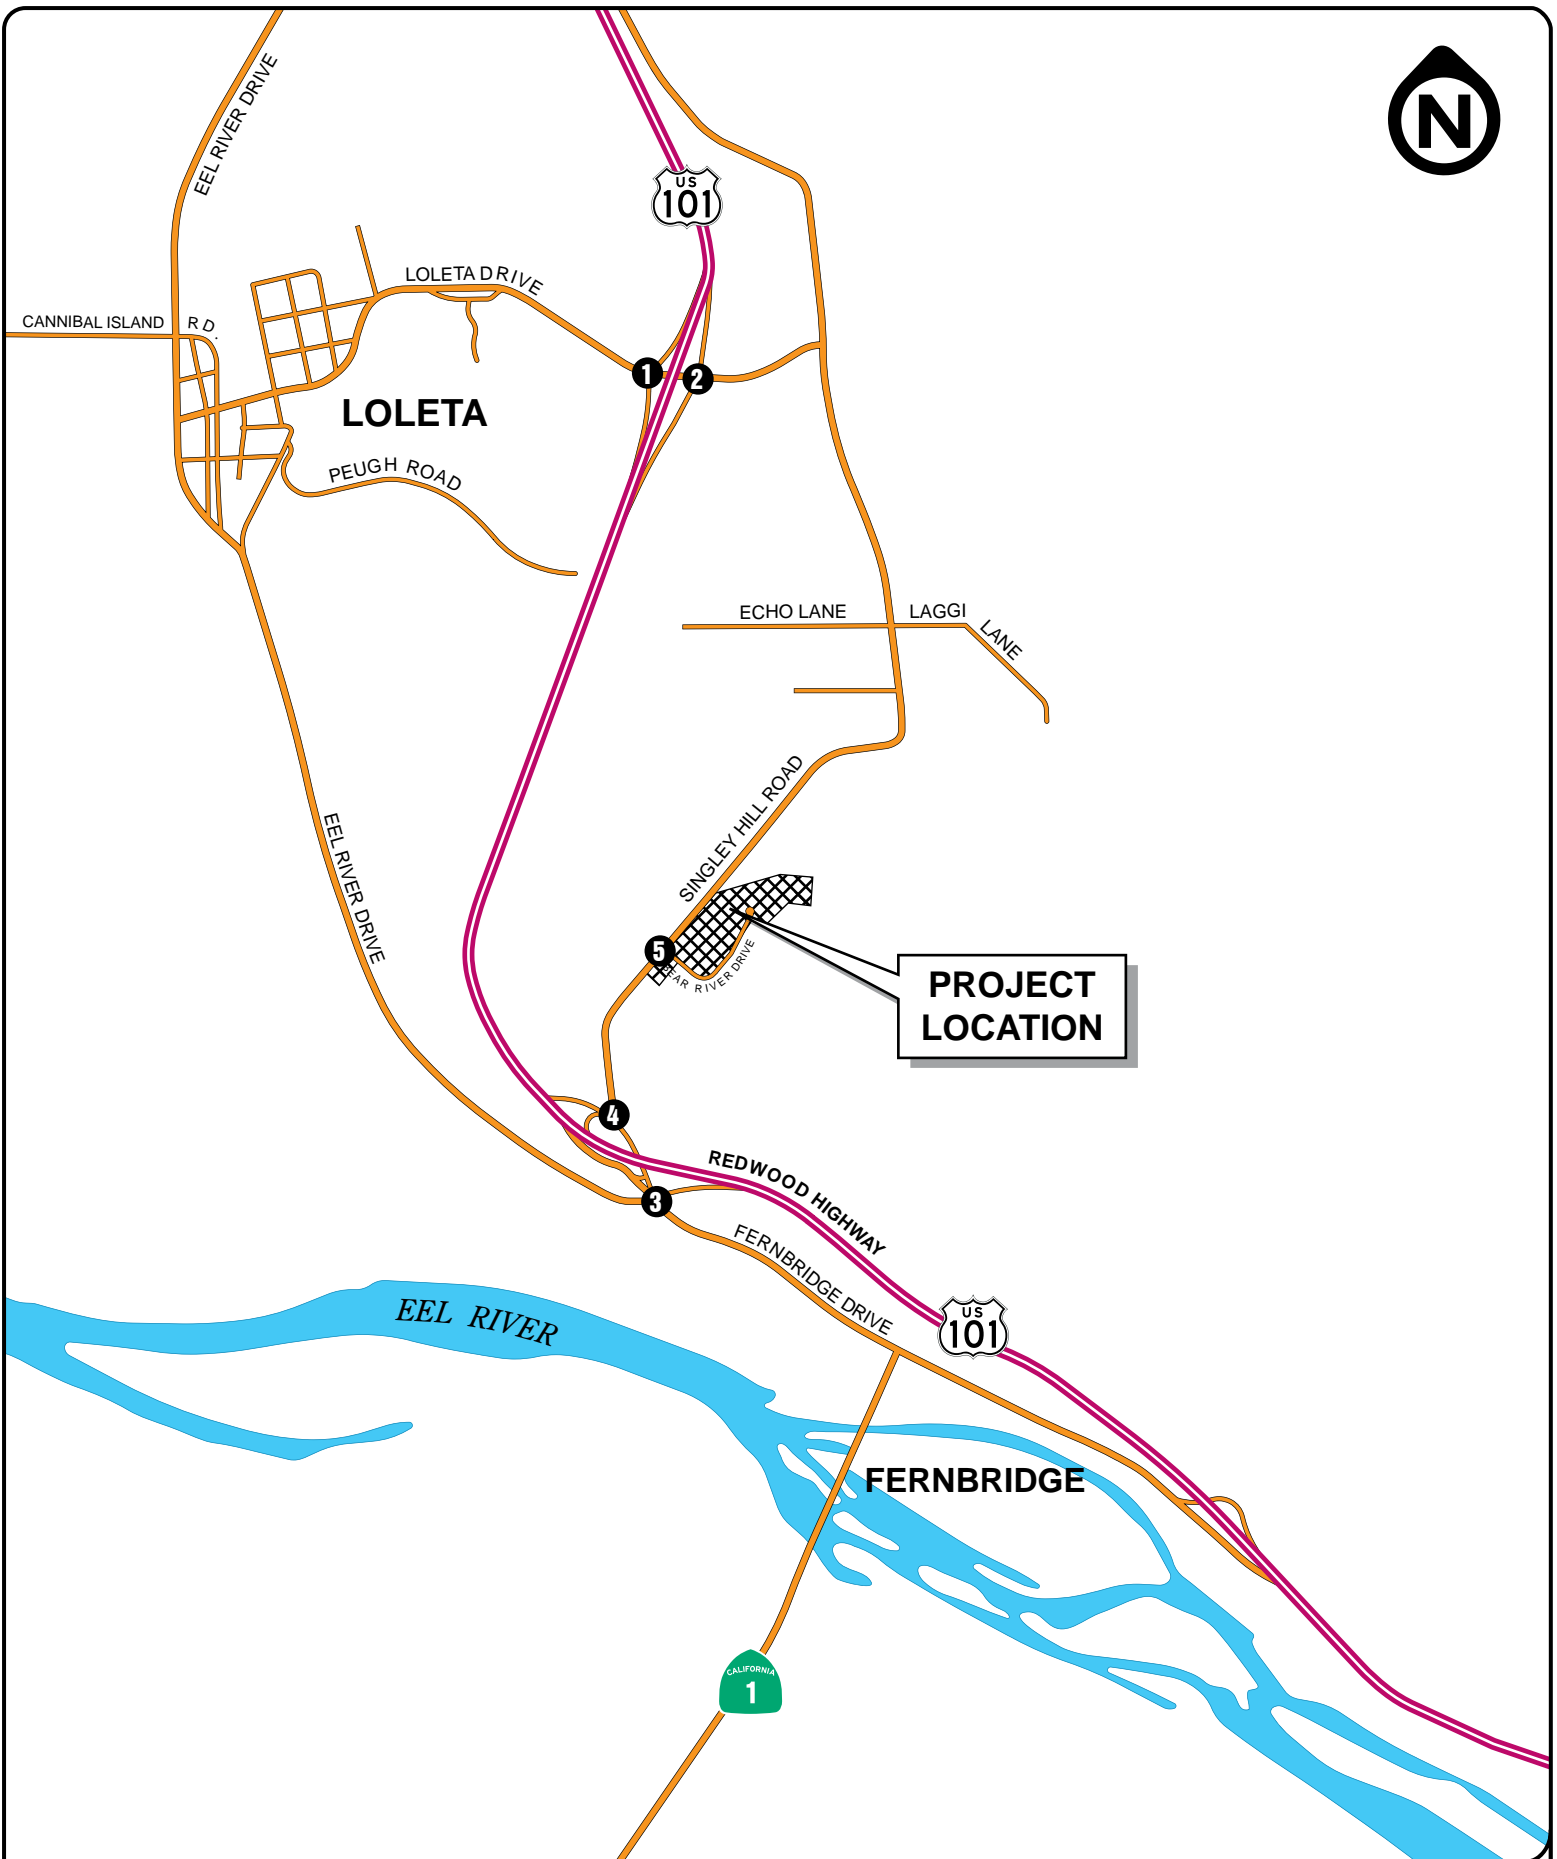 N
EEL RIVER DRIVE
US
101
LOLETA DRIVE
CANNIBAL ISLAND RD.
1
2
LOLETA
PEUGH ROAD
ECHO LANE
LAGGI LANE
SINGLEY HILL ROAD
EEL RIVER DRIVE
5
BEAR RIVER DRIVE
PROJECT
LOCATION
4
REDWOOD HIGHWAY
3
FERNBRIDGE DRIVE
EEL RIVER
US
101
FERNBRIDGE
CALIFORNIA
1